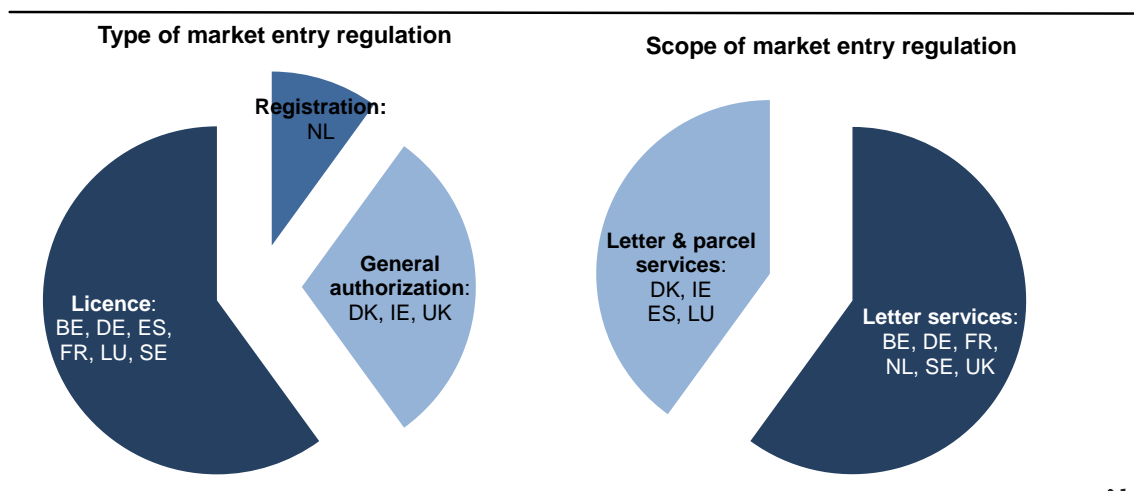 Type of market entry regulation
Registration:
NL
General
authorization:
DK, IE, UK
Licence:
BE, DE, ES,
FR, LU, SE
Scope of market entry regulation
Letter & parcel
services:
DK, IE
ES, LU
Letter services:
BE, DE, FR,
NL, SE, UK